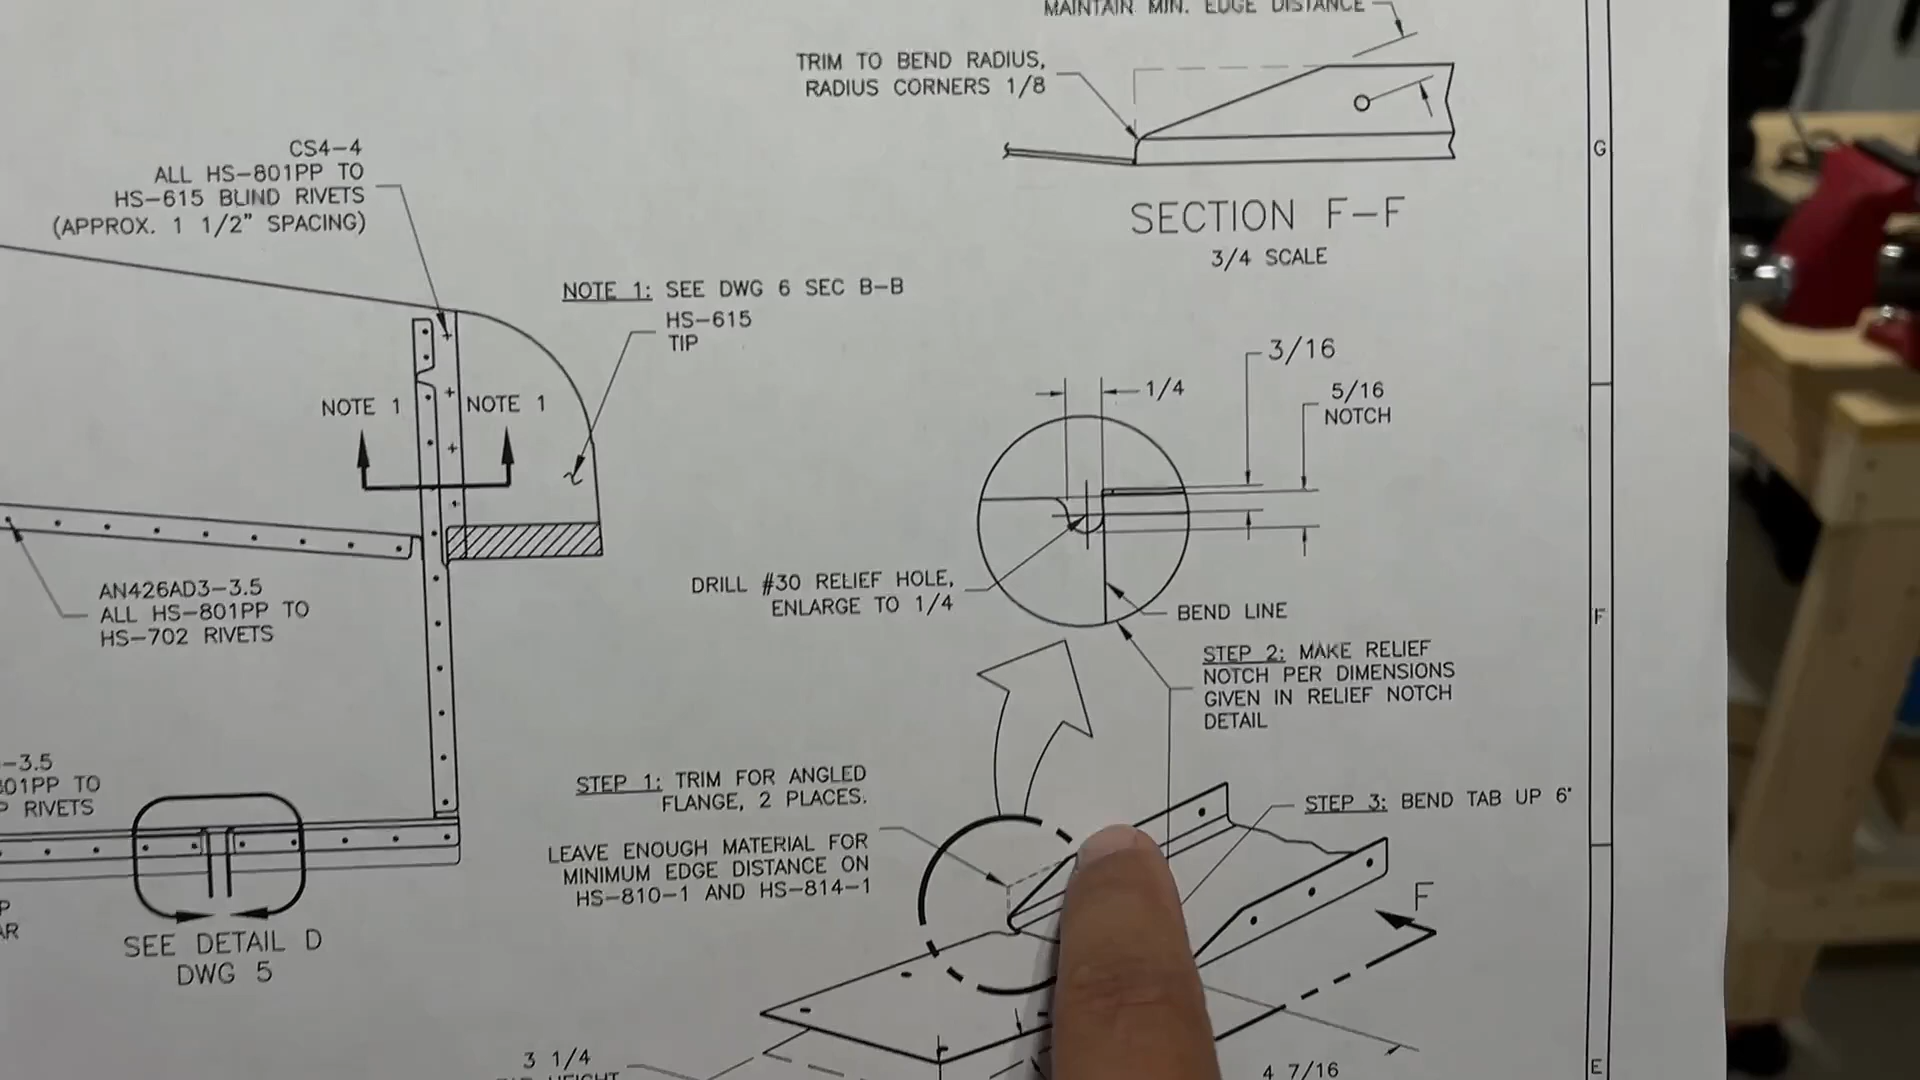 MAINTAIN MIN. EDGE DISTANCE
TRIM TO BEND RADIUS,
RADIUS CORNERS 1/8
G
SECTION F-F
3/4 SCALE
CS4-4
ALL HS-801PP TO
HS-615 BLIND RIVETS
(APPROX. 1 1/2" SPACING)
NOTE 1: SEE DWG 6 SEC B-B
HS-615
TIP
NOTE 1
NOTE 1
3/16
1/4
5/16
NOTCH
DRILL #30 RELIEF HOLE,
ENLARGE TO 1/4
BEND LINE
F
AN426AD3-3.5
ALL HS-801PP TO
HS-702 RIVETS
STEP 2: MAKE RELIEF
NOTCH PER DIMENSIONS
GIVEN IN RELIEF NOTCH
DETAIL
-3.5
801PP TO
P RIVETS
STEP 1: TRIM FOR ANGLED
FLANGE, 2 PLACES.
LEAVE ENOUGH MATERIAL FOR
MINIMUM EDGE DISTANCE ON
HS-810-1 AND HS-814-1
STEP 3: BEND TAB UP 6°
F
P
AR
SEE DETAIL D
DWG 5
3 1/4
HEIGHT
4 7/16
E